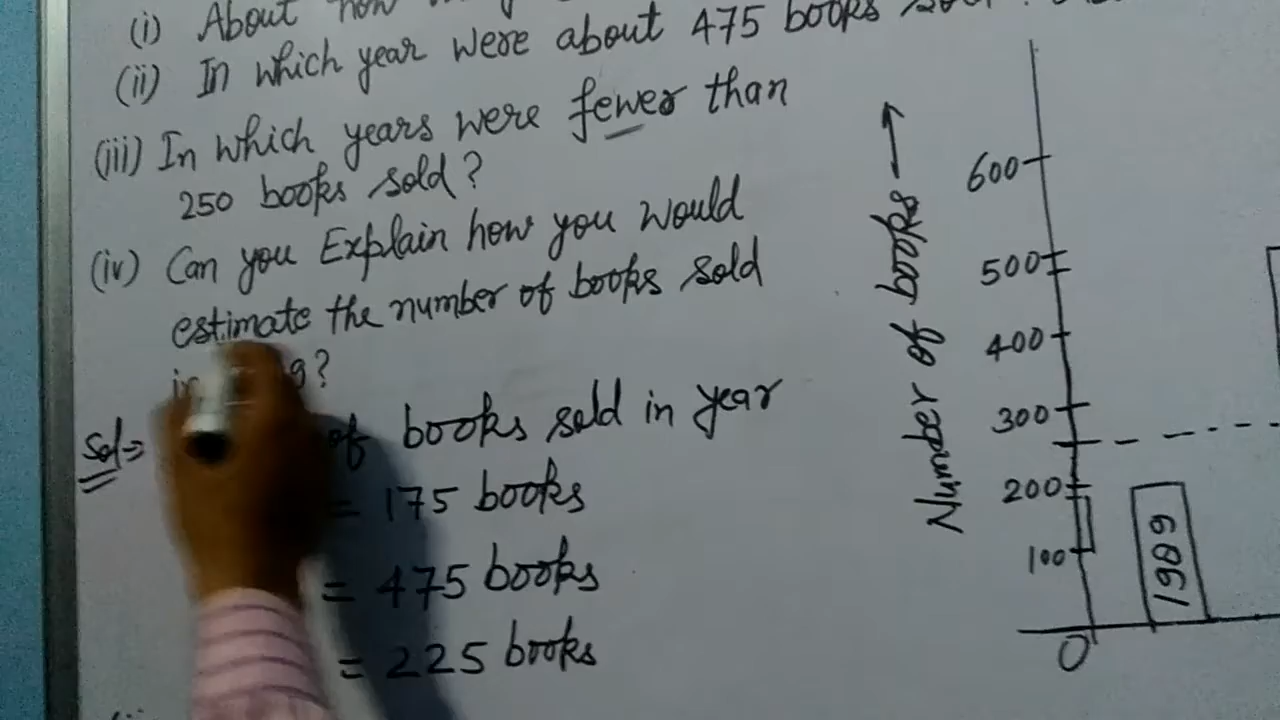 (i) About how
(ii) In which year were about 475 books
(iii) In which years were fewer than
250 books sold?
(iv) Can you Explain how you would
estimate the number of books sold
Sol⇒ of books sold in year
= 175 books
= 475 books
= 225 books
Number of books →
600
500
400
300
200
100
0
1989